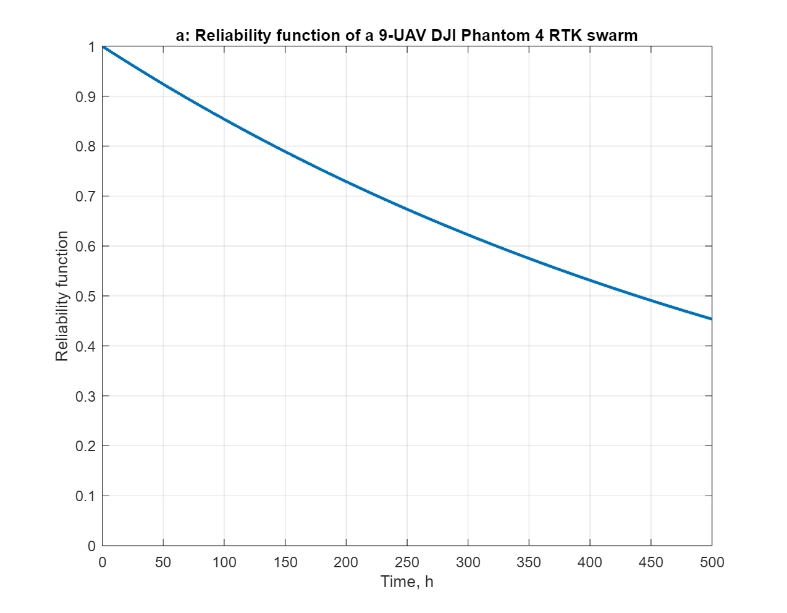 a: Reliability function of a 9-UAV DJI Phantom 4 RTK swarm
1
0.9
0.8
0.7
0.6
0.5
0.4
0.3
0.2
0.1
0
Reliability function
0 50 100 150 200 250 300 350 400 450 500
Time, h